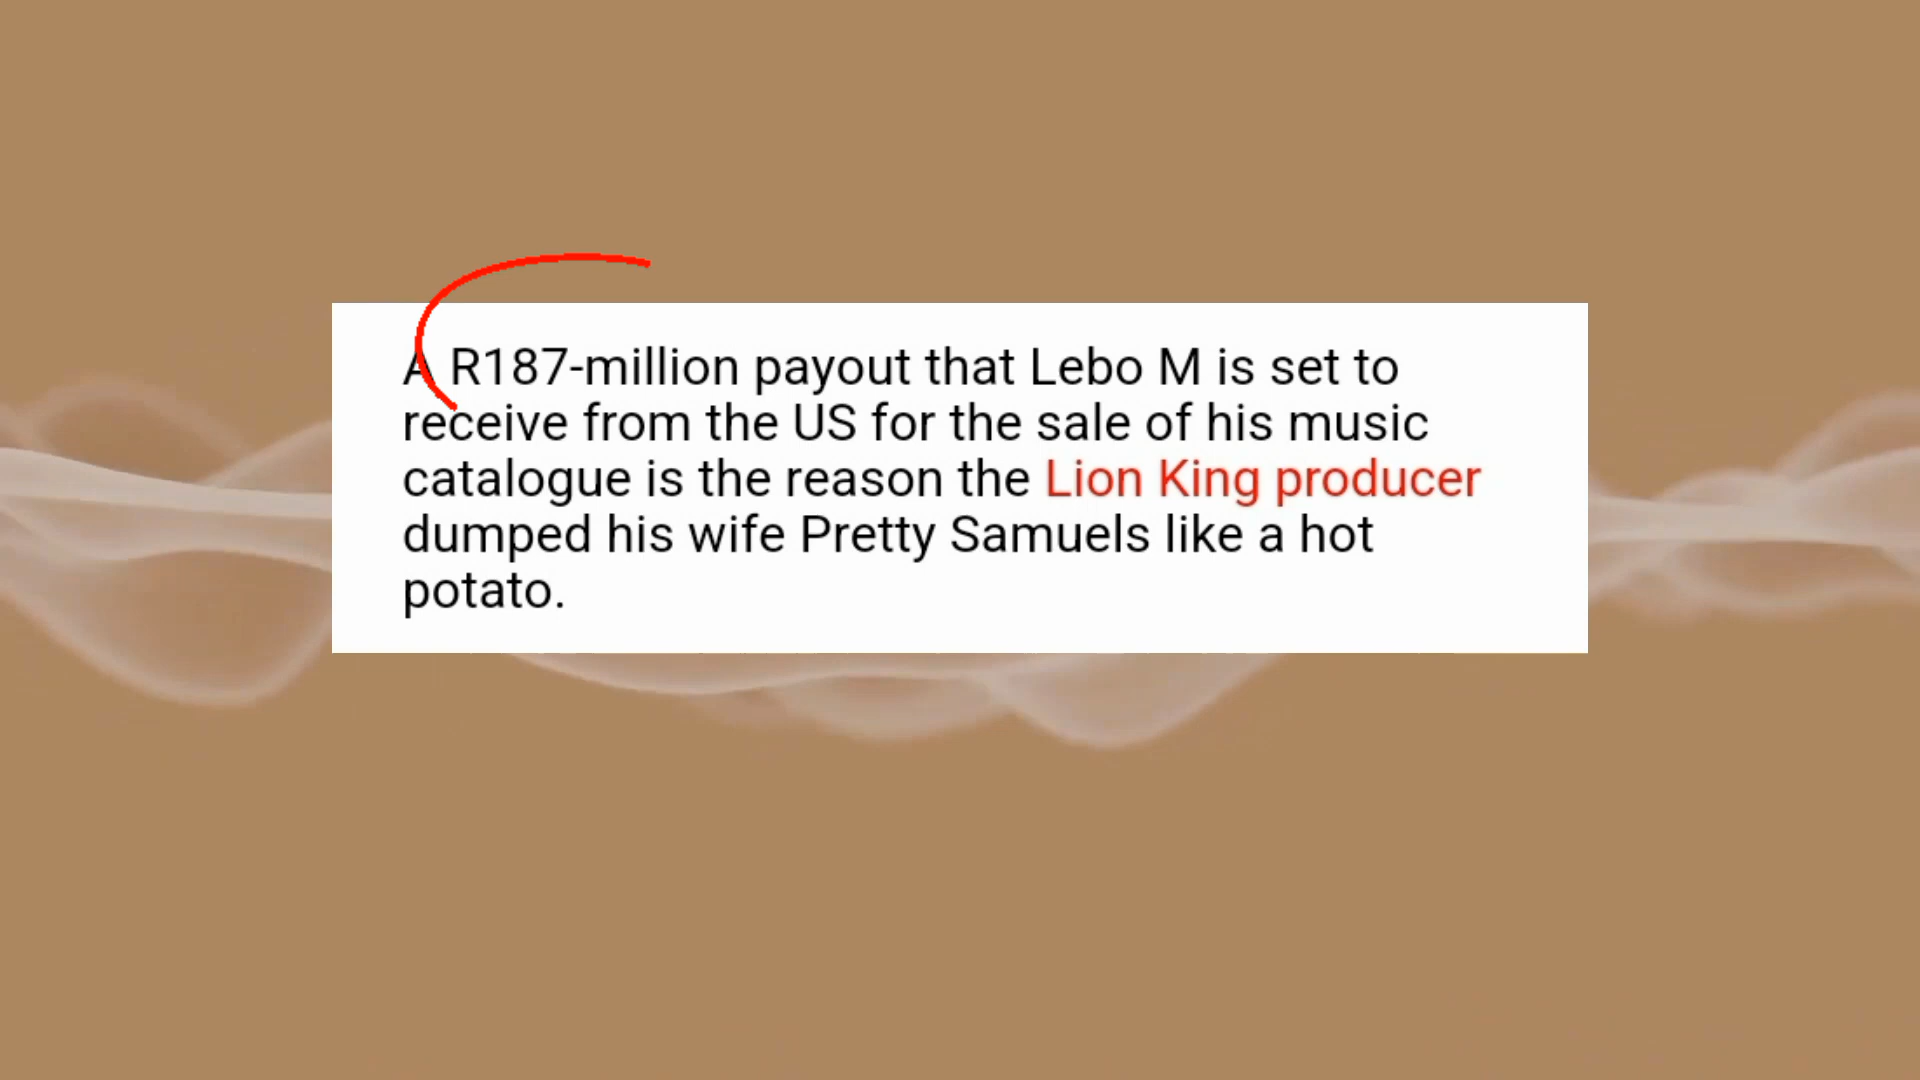 A R187-million payout that Lebo M is set to
receive from the US for the sale of his music
catalogue is the reason the Lion King producer
dumped his wife Pretty Samuels like a hot
potato.